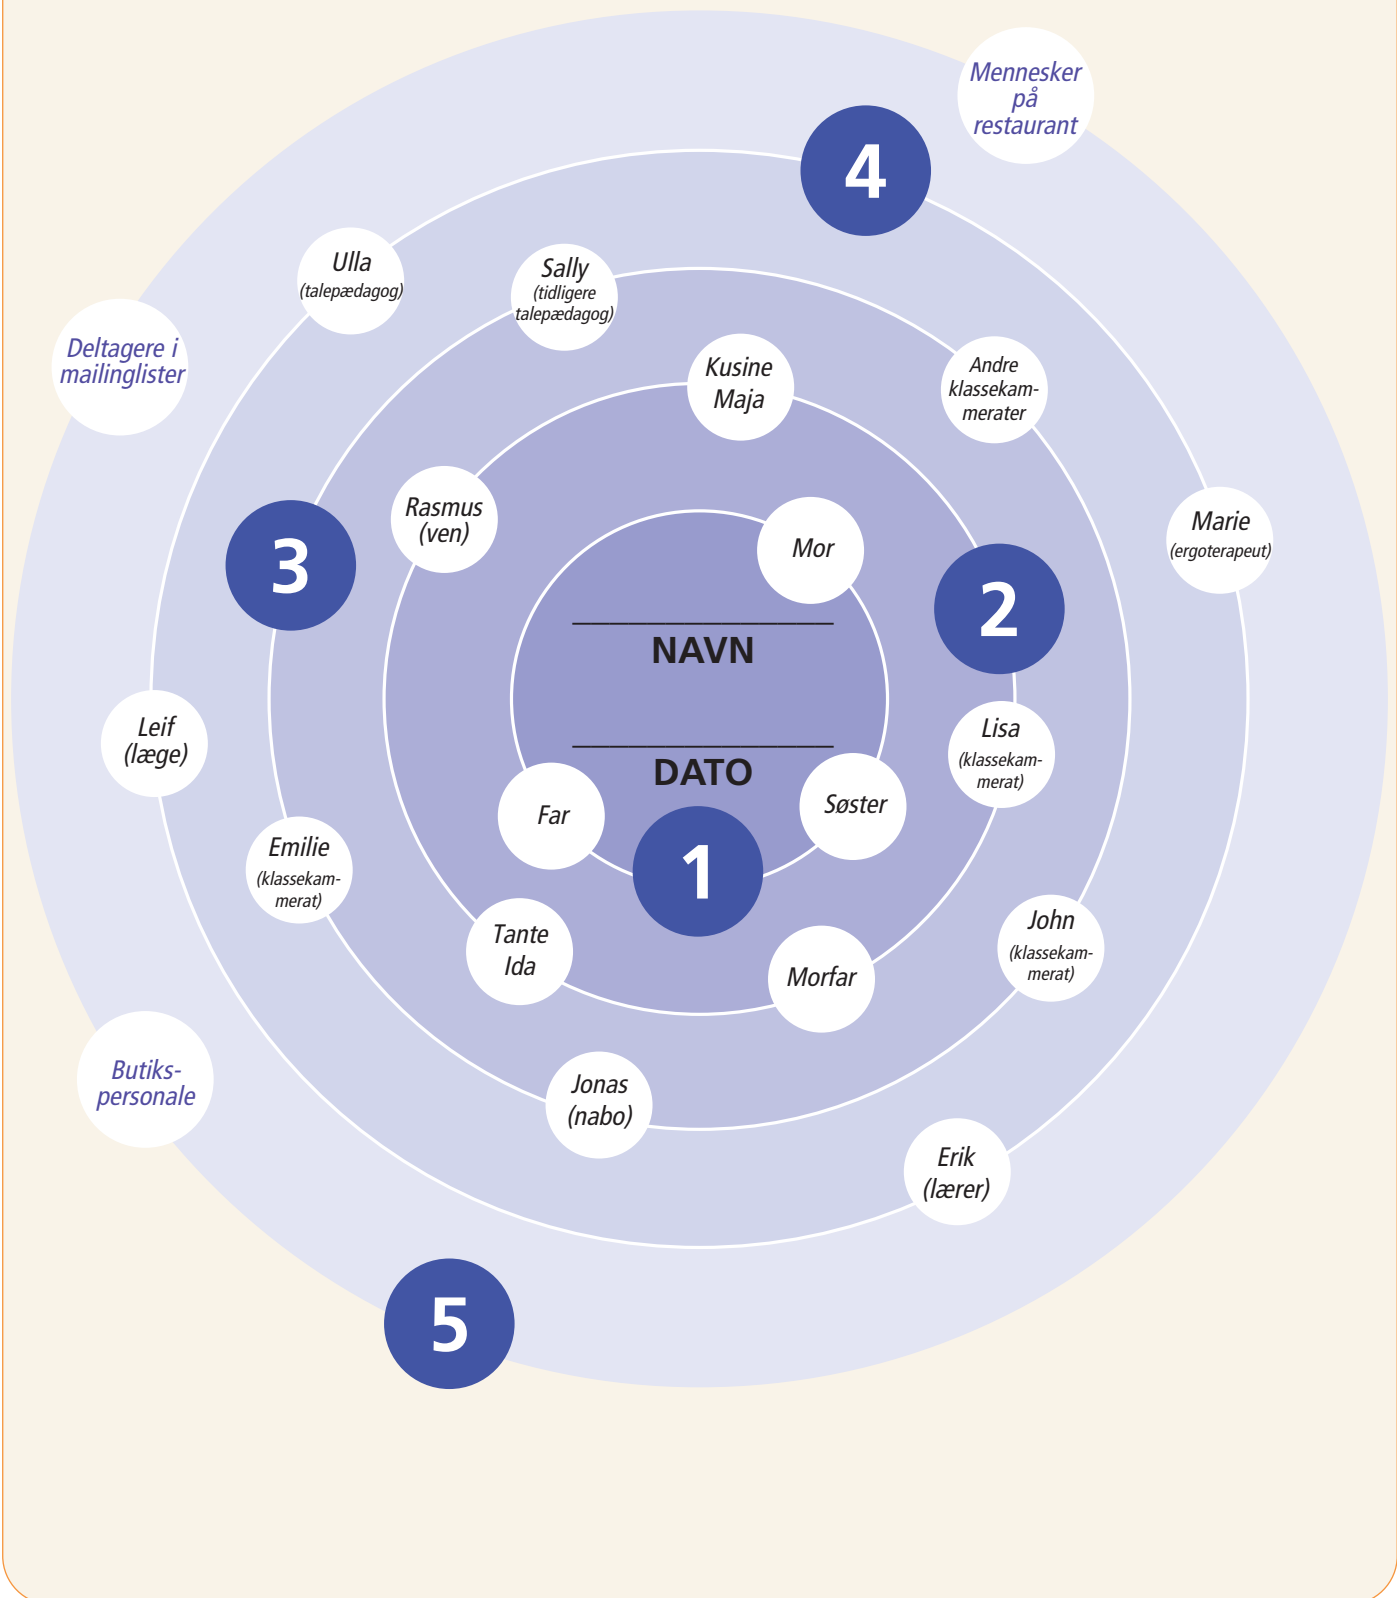 Mennesker
på
restaurant
4
Ulla
(talepædagog)
Sally
(tidligere
talepædagog)
Deltagere i
mailinglister
Kusine
Maja
Andre
klassekam-
merater
Rasmus
(ven)
Marie
(ergoterapeut)
3
Mor
2
NAVN
Leif
(læge)
Lisa
(klassekam-
merat)
DATO
Far
Søster
1
Emilie
(klassekam-
merat)
Tante
Ida
Morfar
John
(klassekam-
merat)
Butiks-
personale
Jonas
(nabo)
Erik
(lærer)
5